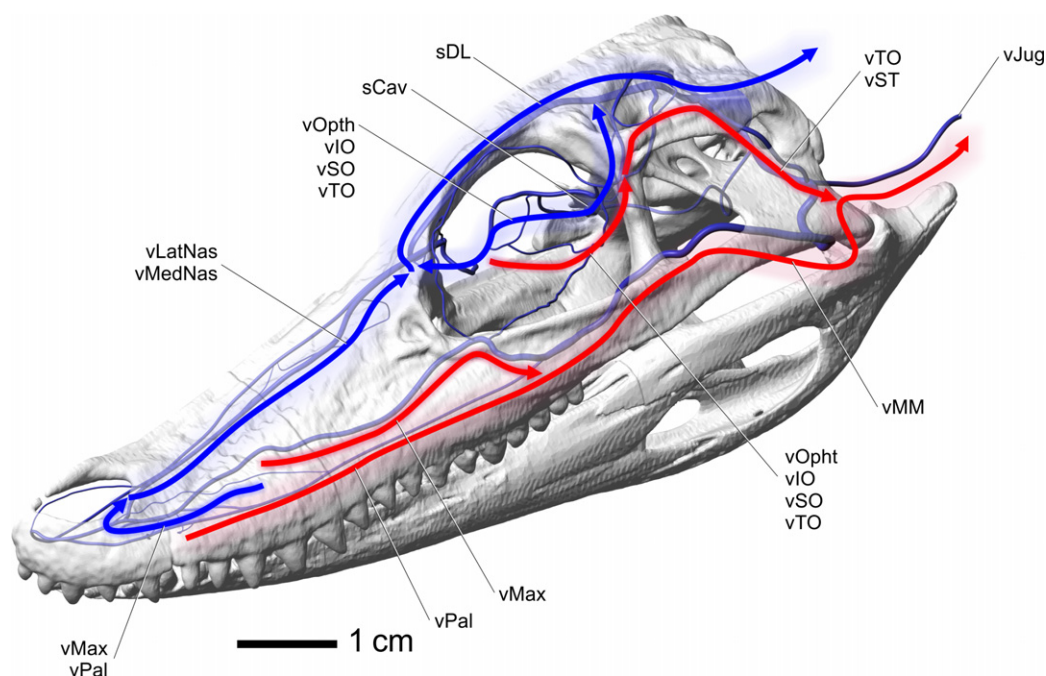 sDL
sCav
vOpth
vIO
vSO
vTO
vTO
vST
vJug
vLatNas
vMedNas
vMM
vOpht
vIO
vSO
vTO
vMax
vPal
vMax
vPal
1 cm